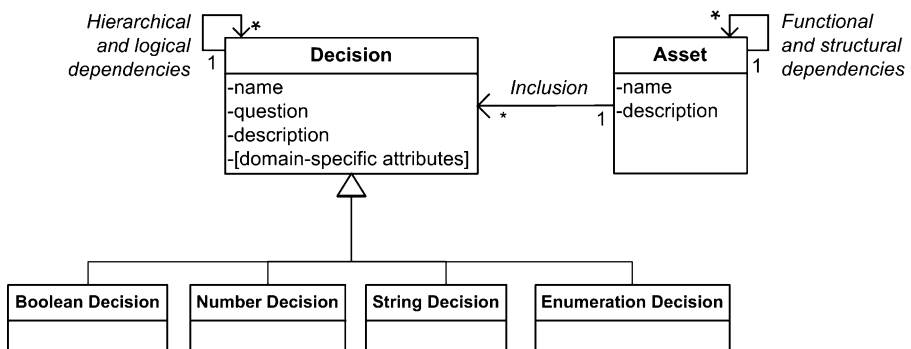 Hierarchical
and logical
dependencies
*
1
Decision
-name
-question
-description
-[domain-specific attributes]
Inclusion
*
1
Asset
-name
-description
*
1
Functional
and structural
dependencies
Boolean Decision
Number Decision
String Decision
Enumeration Decision